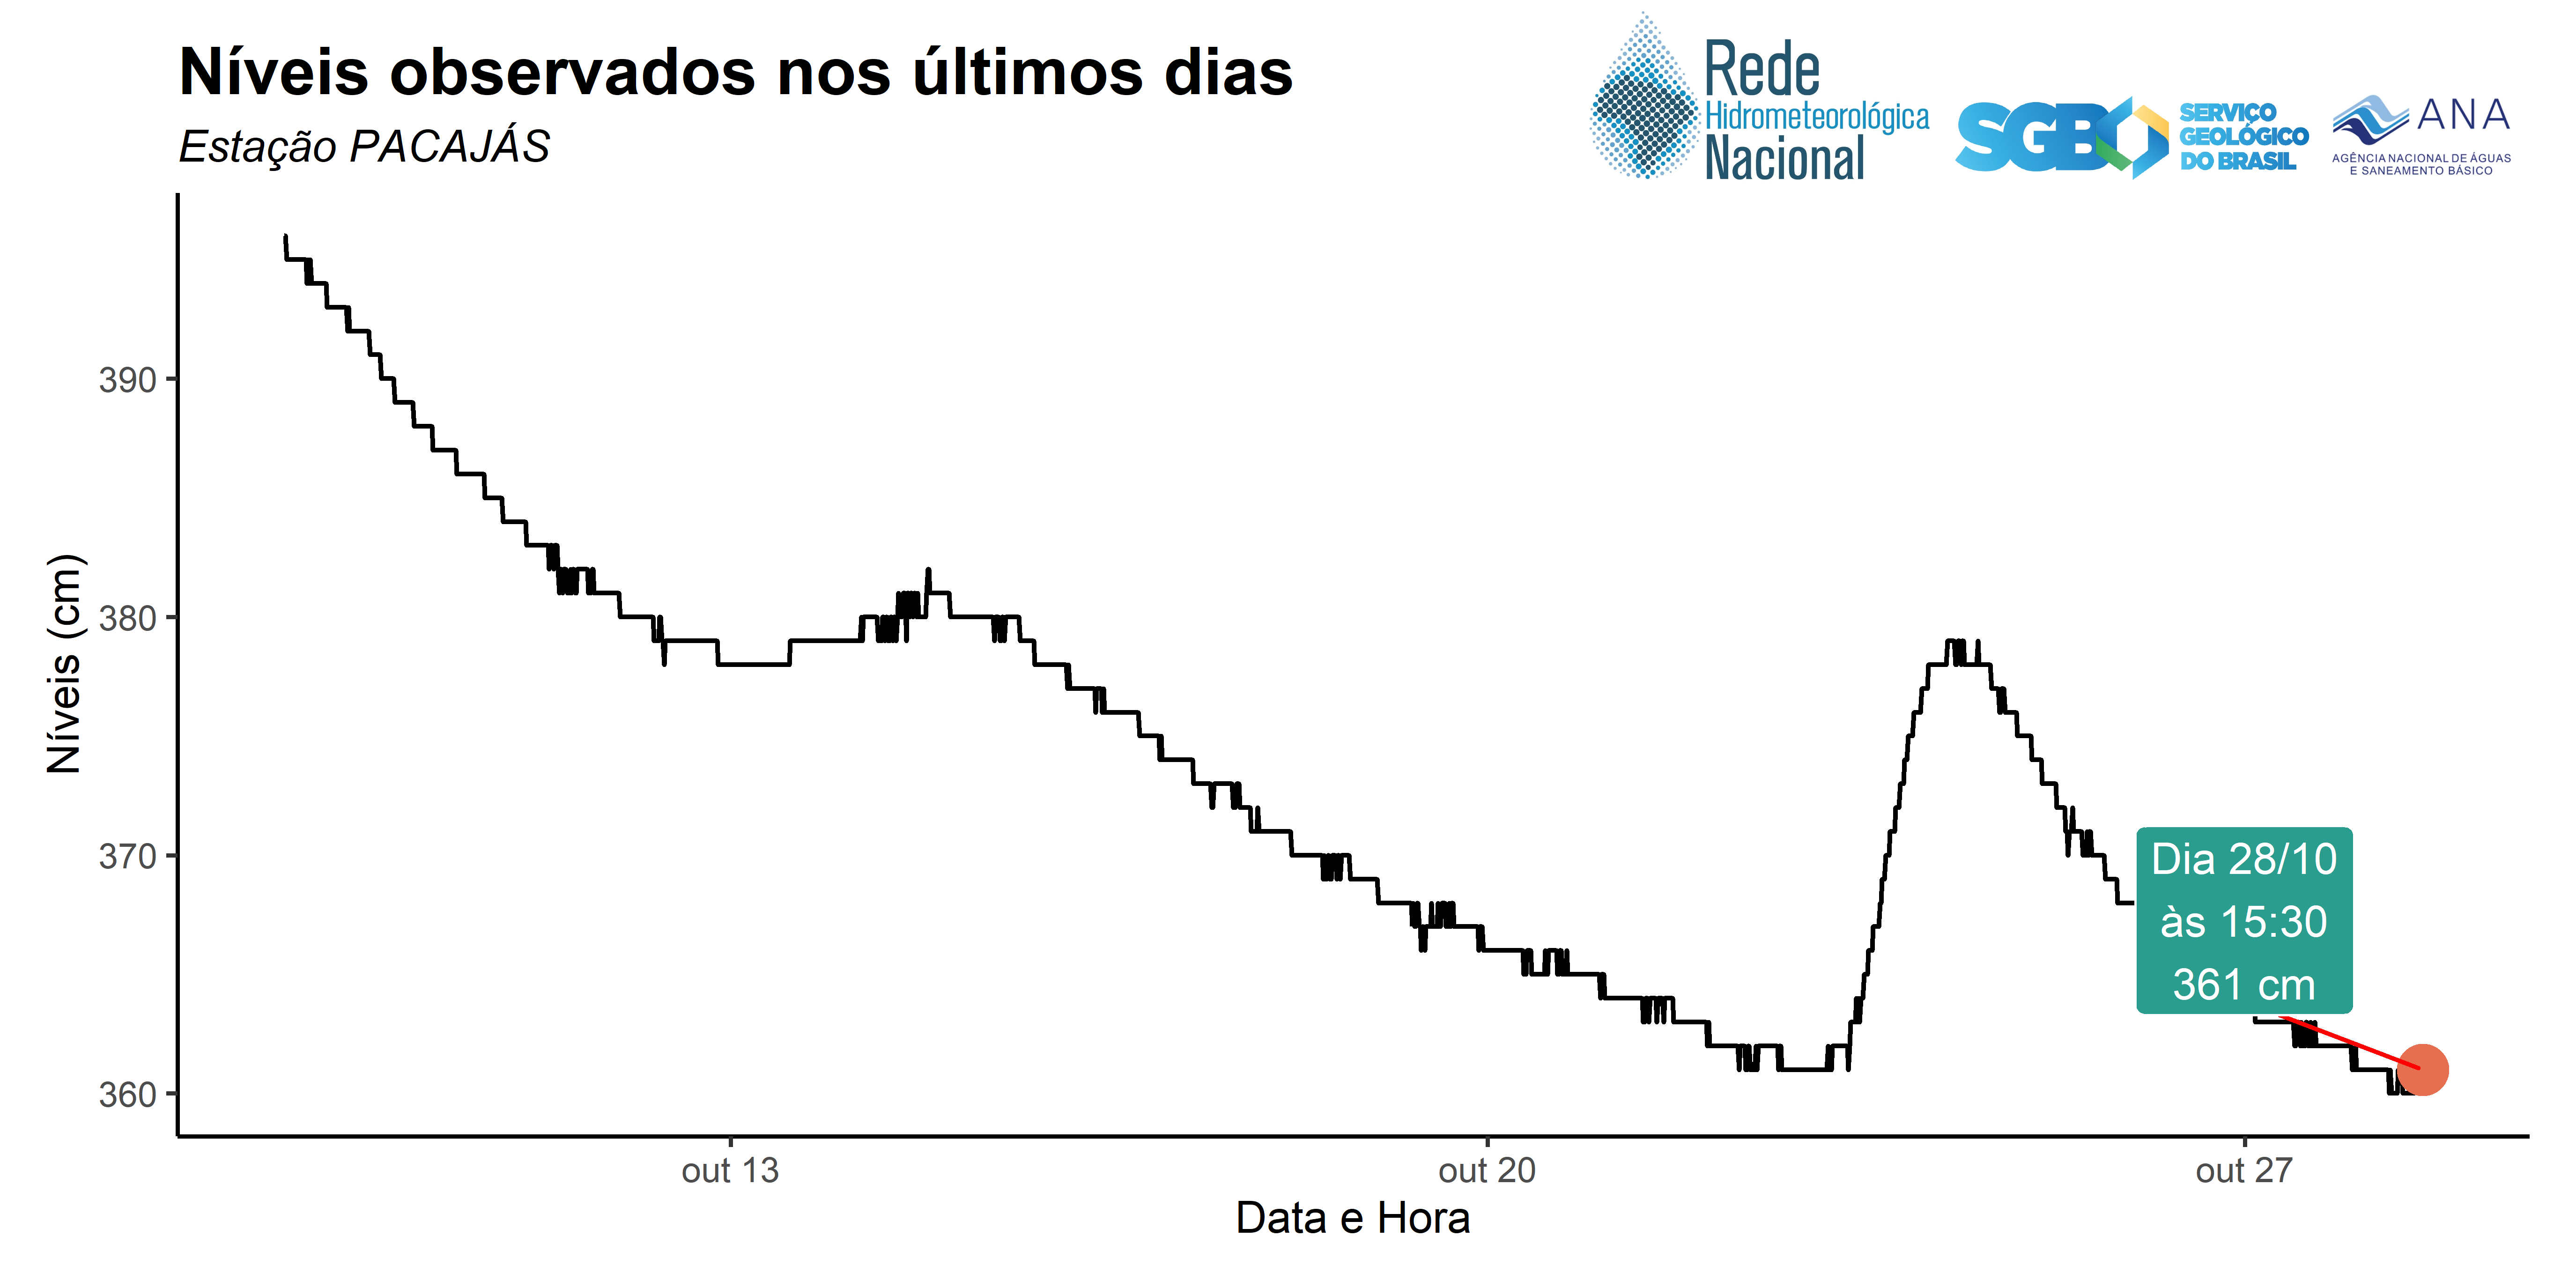 Níveis observados nos últimos dias
Estação PACAJÁS
Rede
Hidrometeorológica
Nacional
SGB
SERVIÇO
GEOLÓGICO
DO BRASIL
ANA
AGÊNCIA NACIONAL DE ÁGUAS
E SANEAMENTO BÁSICO
Níveis (cm)
390
380
370
360
Dia 28/10
às 15:30
361 cm
out 13
out 20
out 27
Data e Hora